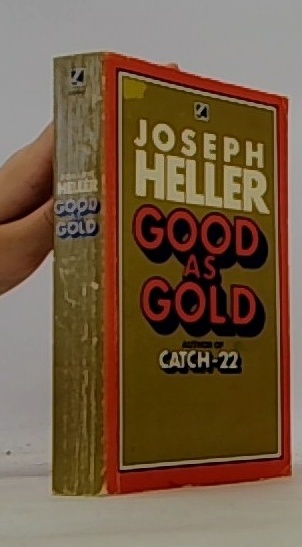 JOSEPH
HELLER
GOOD
AS
GOLD
JOSEPH
HELLER
GOOD
AS
GOLD
AUTHOR OF
CATCH-22